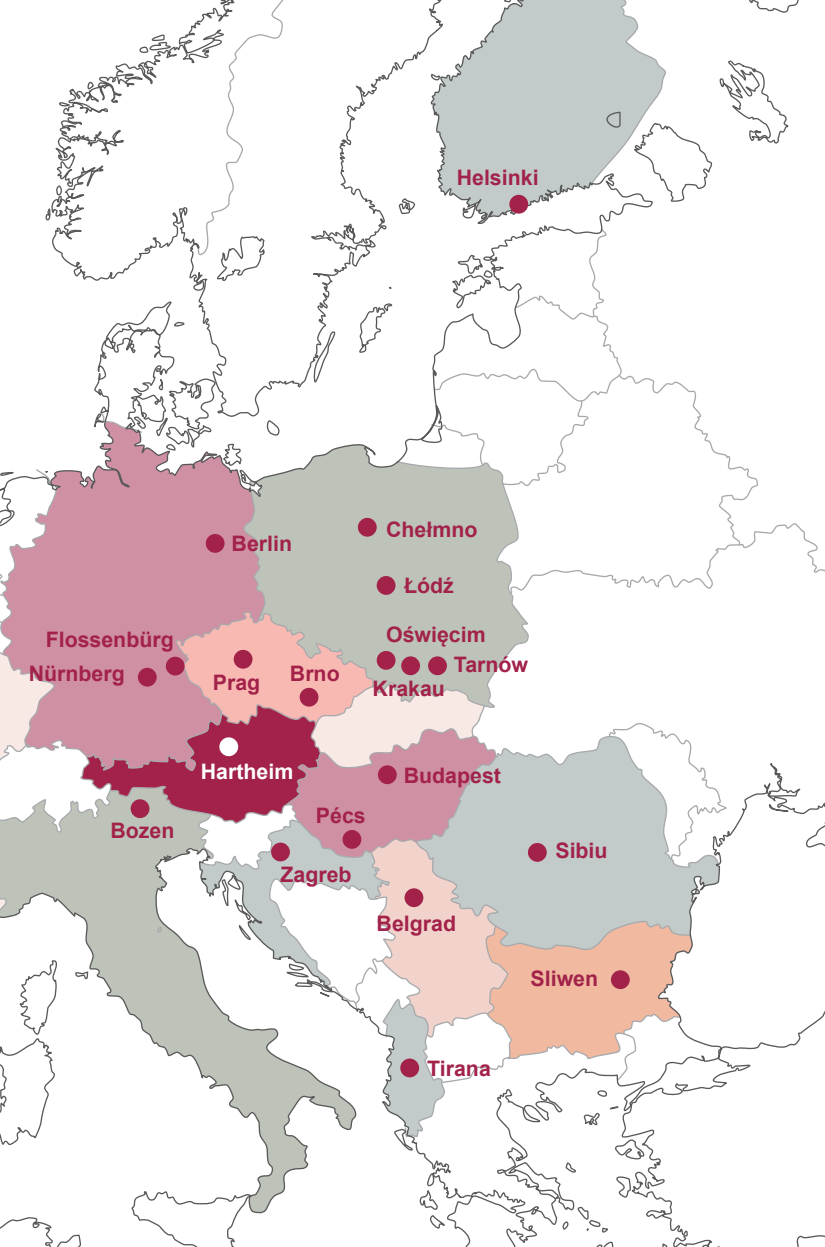 Helsinki
Chełmno
Berlin
Łódź
Oświęcim
Flossenbürg
Tarnów
Nürnberg
Prag
Brno
Krakau
Hartheim
Budapest
Pécs
Bozen
Sibiu
Zagreb
Belgrad
Sliwen
Tirana